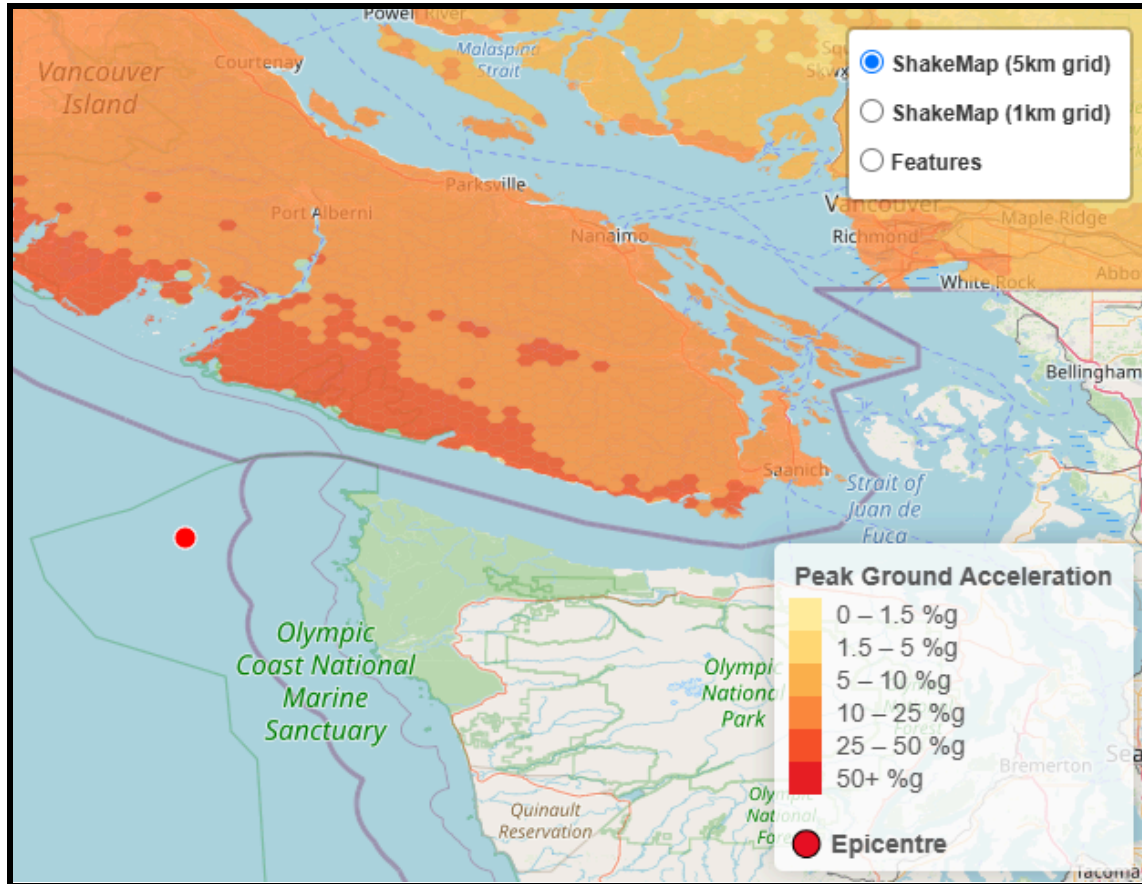 Powell River
Malaspina
Strait
Courtenay
Vancouver
Island
ShakeMap (5km grid)
ShakeMap (1km grid)
Features
Parksville
Port Alberni
Nanaimo
Vancouver
Richmond
Maple Ridge
White Rock
Abbo
Bellingham
Saanich
Strait of
Juan de
Fuca
Olympic
Coast National
Marine
Sanctuary
Olympic
National
Park
Quinault
Reservation
Peak Ground Acceleration
0 – 1.5 %g
1.5 – 5 %g
5 – 10 %g
10 – 25 %g
25 – 50 %g
50+ %g
Bremerton
Sea
Epicentre
Tacoma